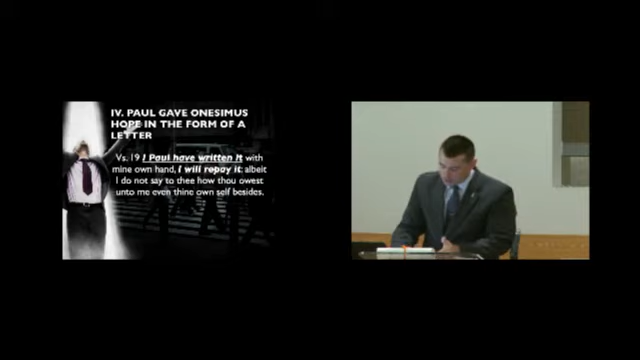 IV. PAUL GAVE ONESIMUS
HOPE IN THE FORM OF A
LETTER
Vs. 19 I Paul have written it with
mine own hand, I will repay it: albeit
I do not say to thee how thou owest
unto me even thine own self besides.